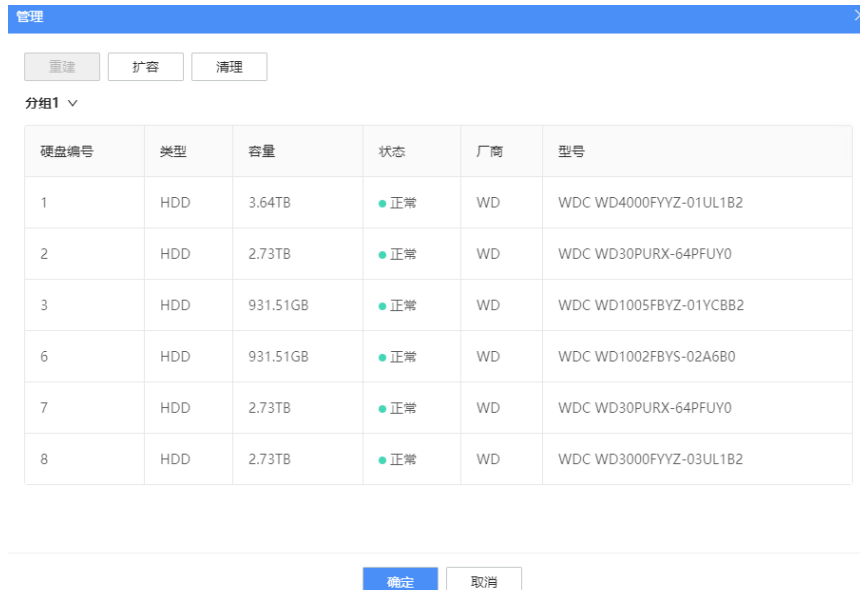 管理
重建 扩容 清理
分组1
硬盘编号 类型 容量 状态 厂商 型号
1 HDD 3.64TB 正常 WD WDC WD4000FYYZ-01UL1B2
2 HDD 2.73TB 正常 WD WDC WD30PURX-64PFUY0
3 HDD 931.51GB 正常 WD WDC WD1005FBYZ-01YCBB2
6 HDD 931.51GB 正常 WD WDC WD1002FBYS-02A6B0
7 HDD 2.73TB 正常 WD WDC WD30PURX-64PFUY0
8 HDD 2.73TB 正常 WD WDC WD3000FYYZ-03UL1B2
确定 取消